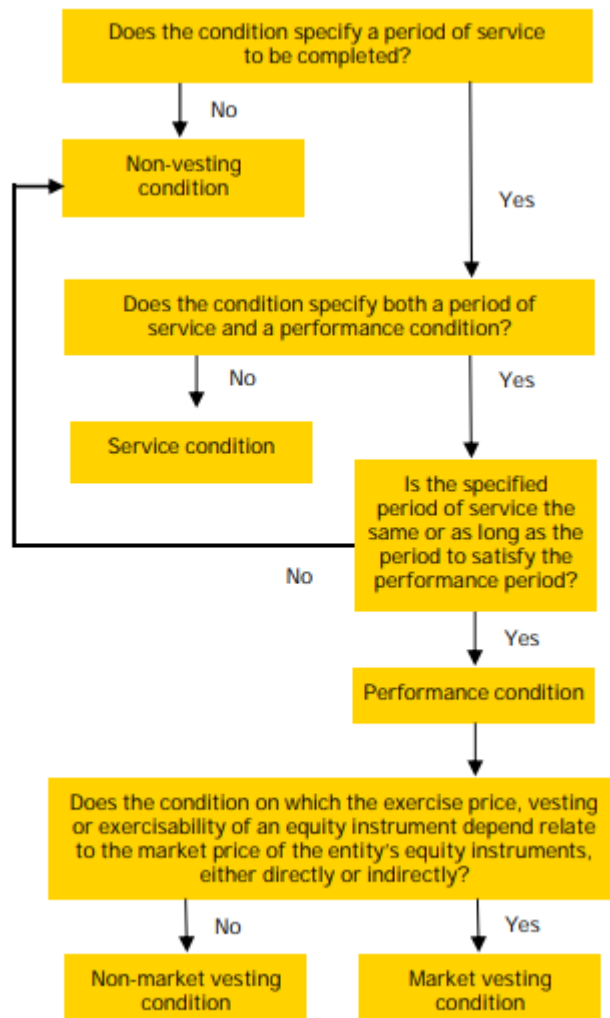 Does the condition specify a period of service
to be completed?
No
Non-vesting
condition
Yes
Does the condition specify both a period of
service and a performance condition?
No
Yes
Service condition
Is the specified
period of service the
same or as long as the
period to satisfy the
performance period?
No
Yes
Performance condition
Does the condition on which the exercise price, vesting
or exercisability of an equity instrument depend relate
to the market price of the entity's equity instruments,
either directly or indirectly?
No
Yes
Non-market vesting
condition
Market vesting
condition